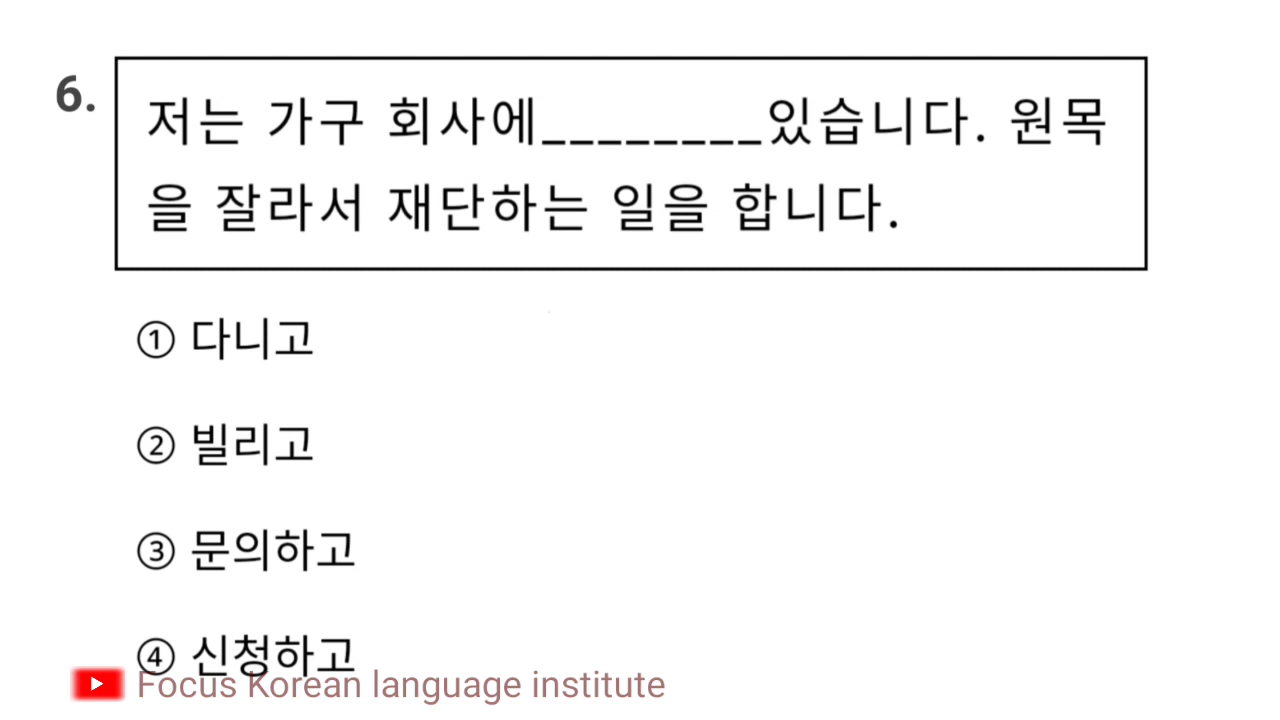 6.
저는 가구 회사에________있습니다. 원목
을 잘라서 재단하는 일을 합니다.
① 다니고
② 빌리고
③ 문의하고
④ 신청하고
Focus Korean language institute